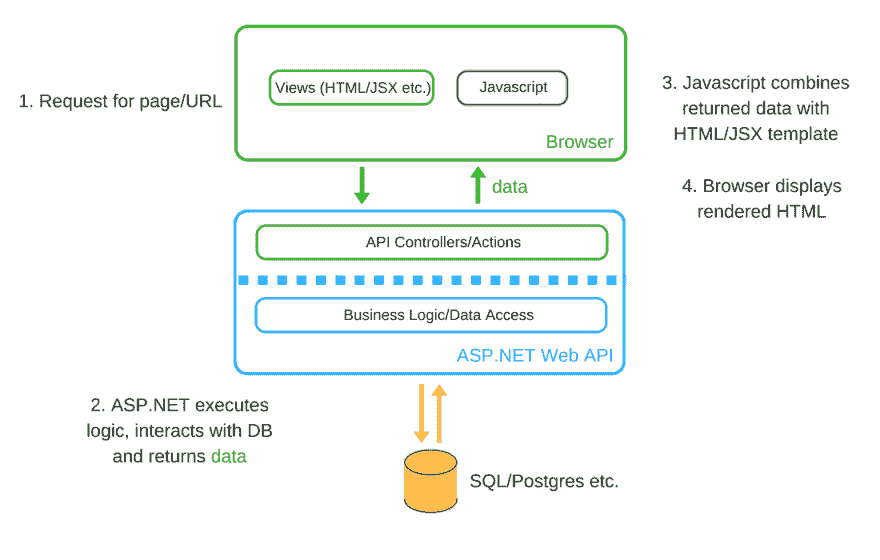 1. Request for page/URL
Views (HTML/JSX etc.)
Javascript
Browser
3. Javascript combines
returned data with
HTML/JSX template
4. Browser displays
rendered HTML
data
API Controllers/Actions
Business Logic/Data Access
ASP.NET Web API
2. ASP.NET executes
logic, interacts with DB
and returns data
SQL/Postgres etc.